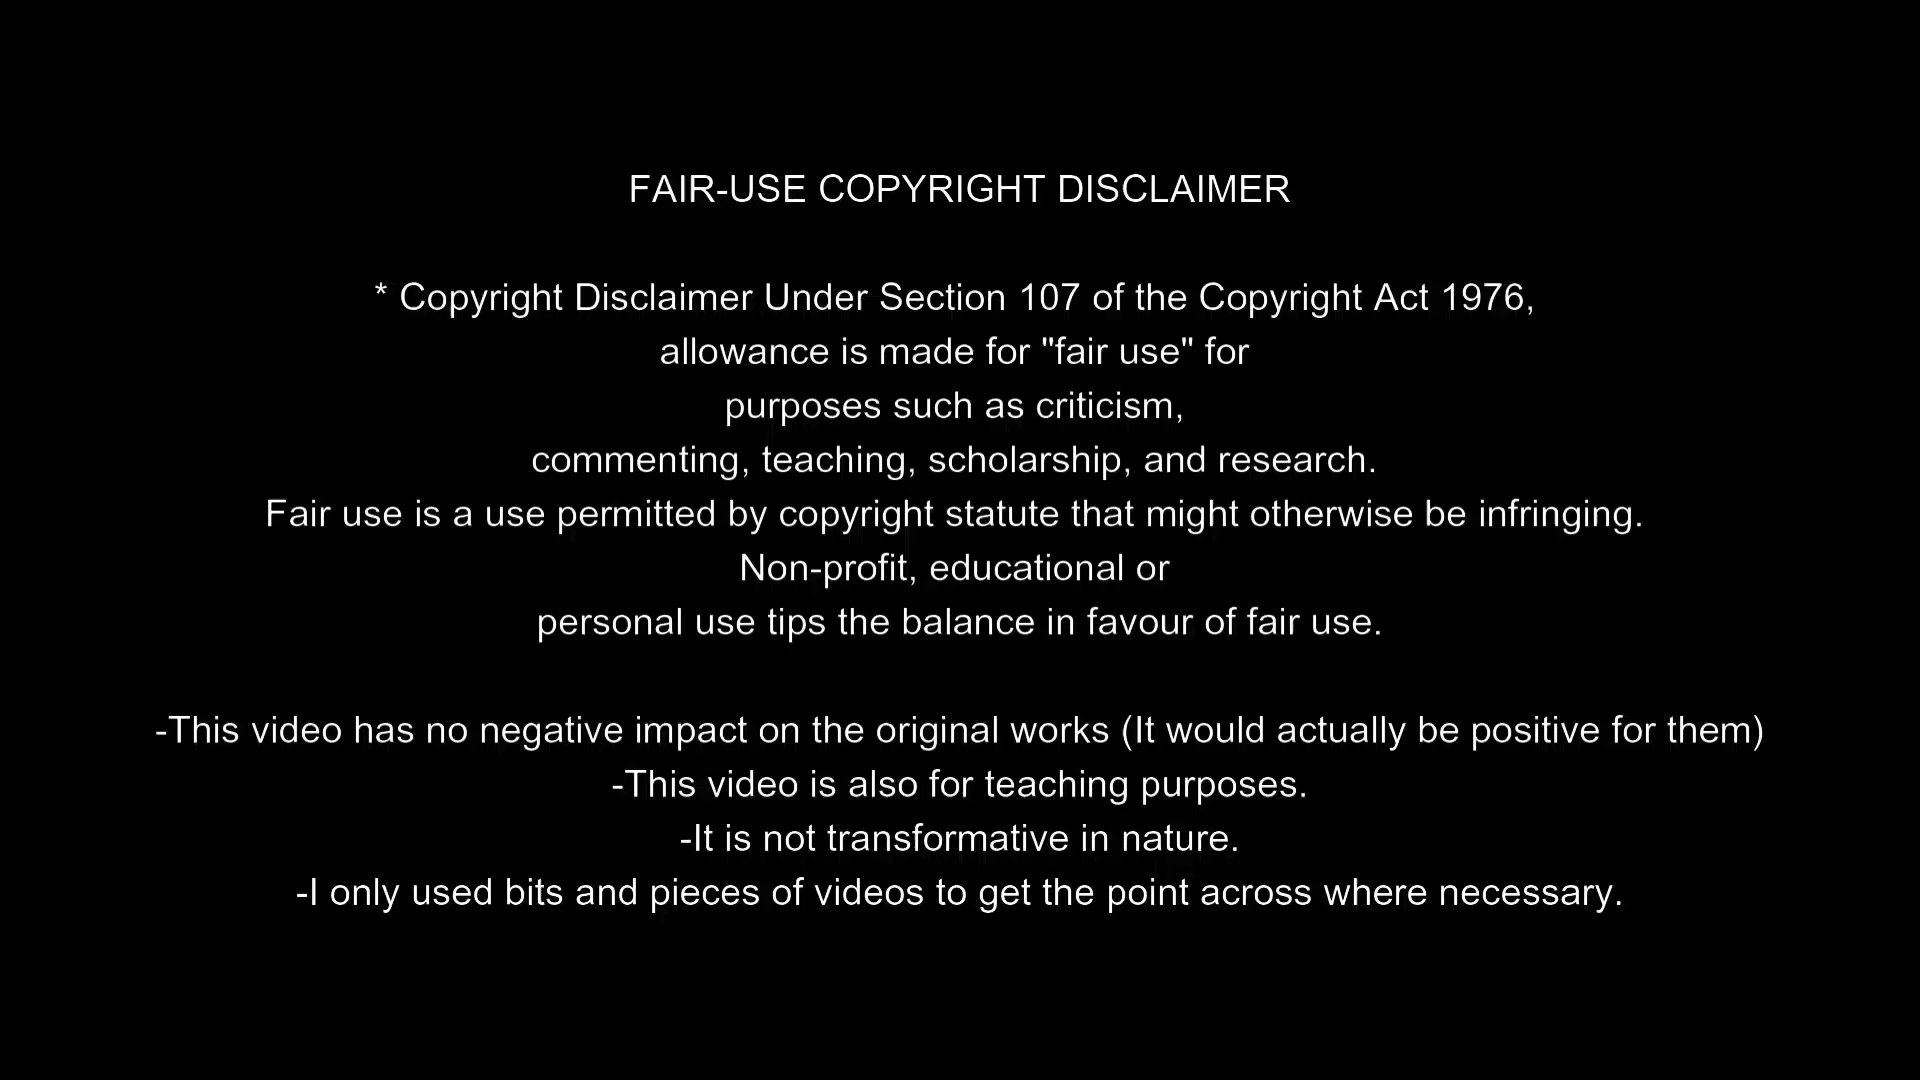 FAIR-USE COPYRIGHT DISCLAIMER
* Copyright Disclaimer Under Section 107 of the Copyright Act 1976,
allowance is made for "fair use" for
purposes such as criticism,
commenting, teaching, scholarship, and research.
Fair use is a use permitted by copyright statute that might otherwise be infringing.
Non-profit, educational or
personal use tips the balance in favour of fair use.
-This video has no negative impact on the original works (It would actually be positive for them)
-This video is also for teaching purposes.
-It is not transformative in nature.
-I only used bits and pieces of videos to get the point across where necessary.